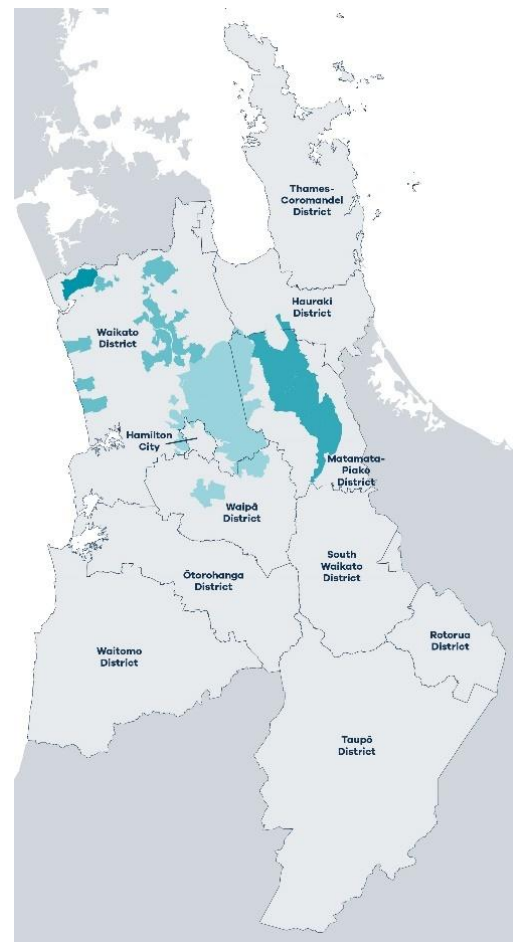 Thames-
Coromandel
District
Hauraki
District
Waikato
District
Hamilton
City
Matamata-
Piako
District
Waipā
District
South
Waikato
District
Ōtorohanga
District
Rotorua
District
Waitomo
District
Taupō
District